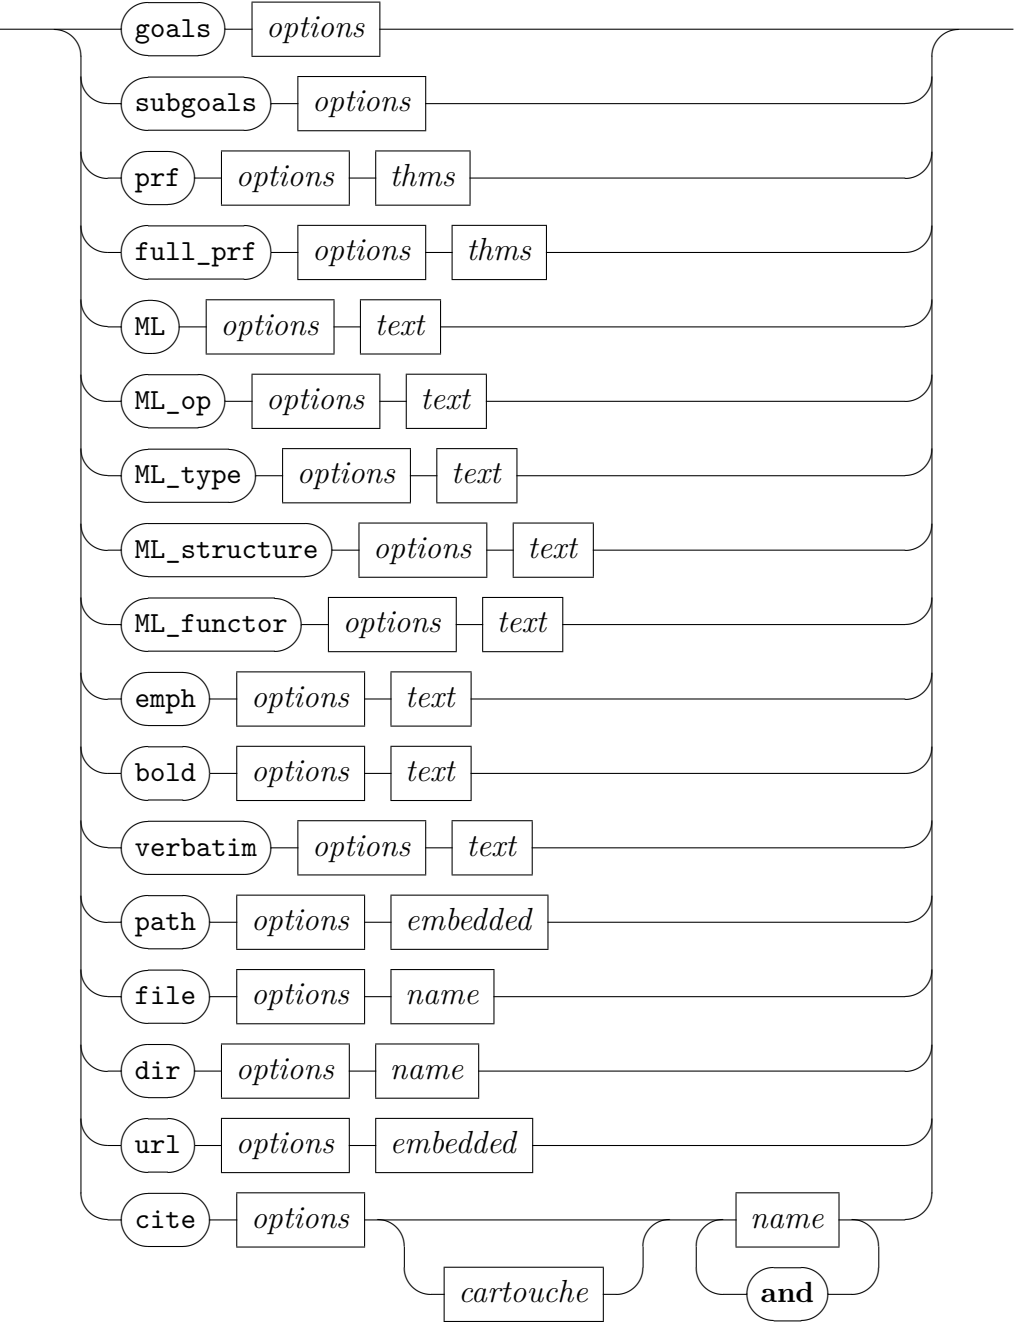 goals options
subgoals options
prf options thms
full_prf options thms
ML options text
ML_op options text
ML_type options text
ML_structure options text
ML_functor options text
emph options text
bold options text
verbatim options text
path options embedded
file options name
dir options name
url options embedded
cite options name
cartouche and